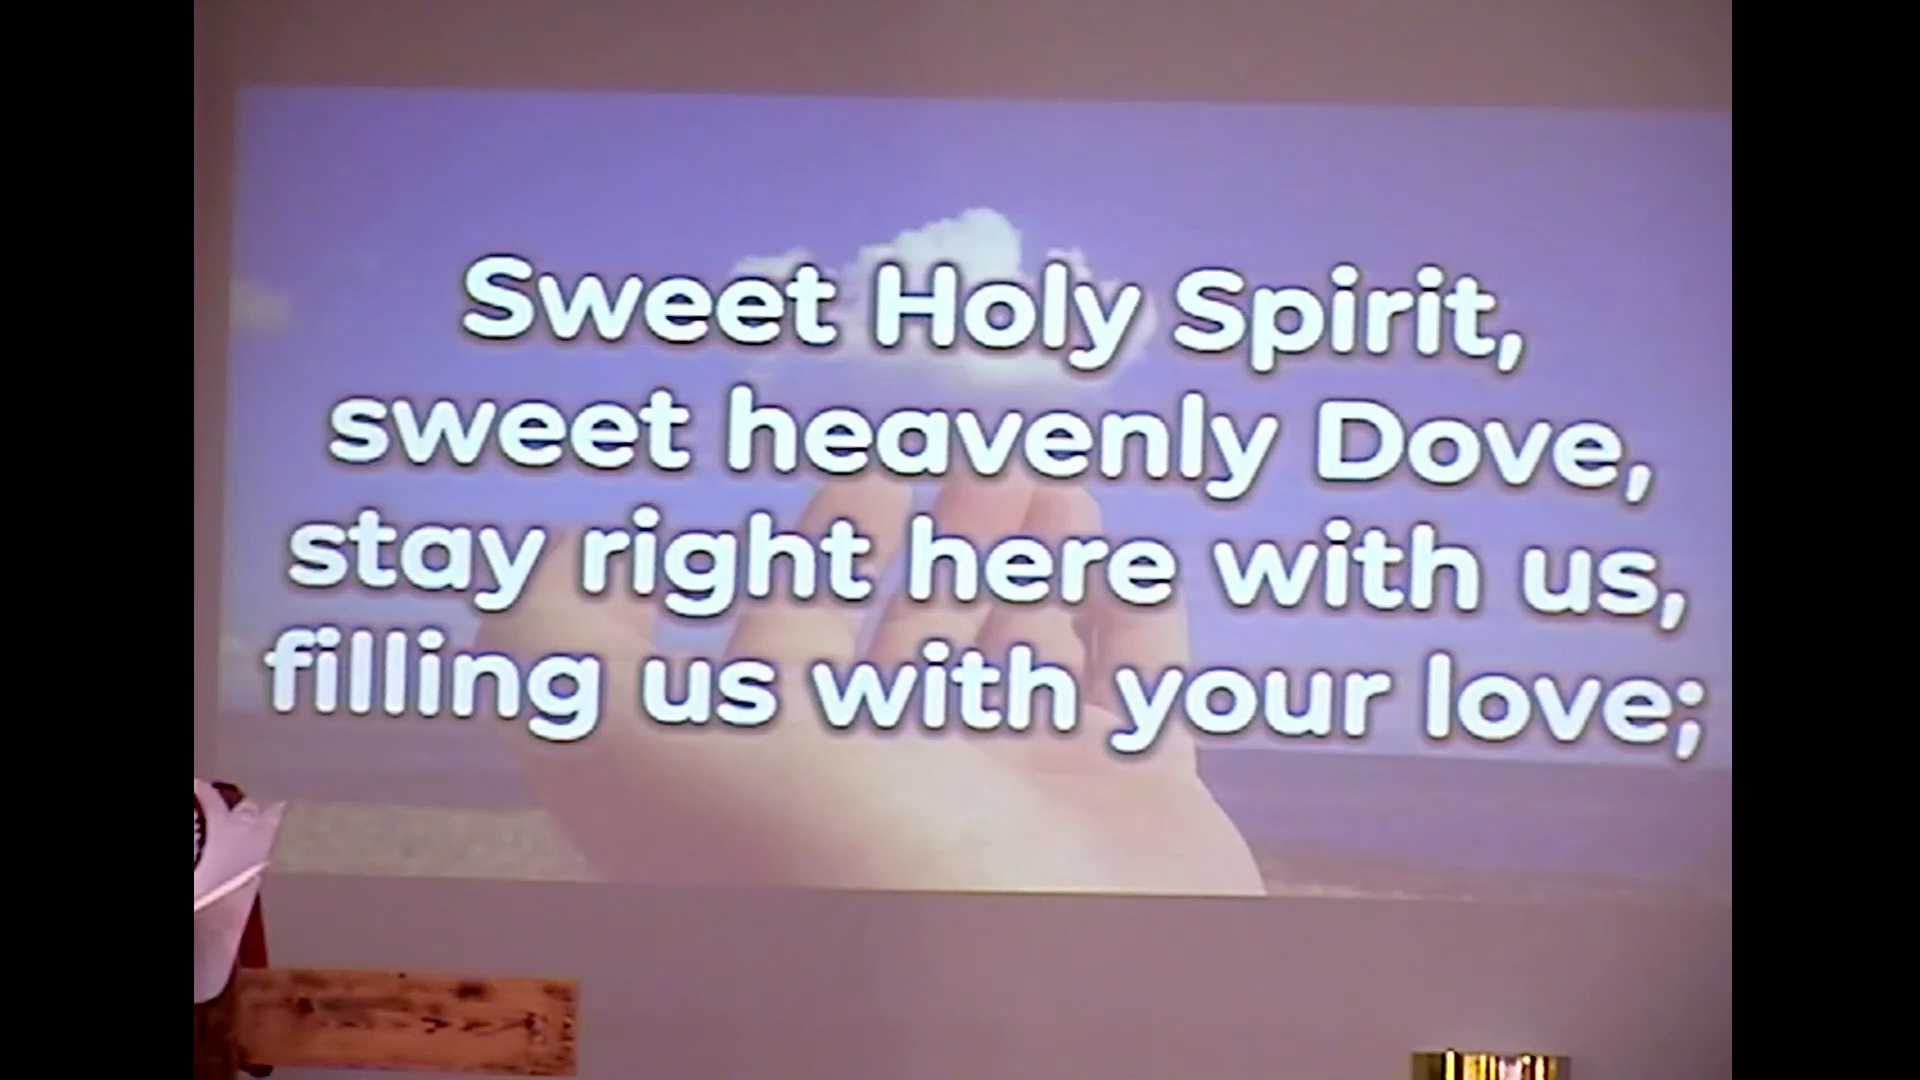 Sweet Holy Spirit,
sweet heavenly Dove,
stay right here with us,
filling us with your love;